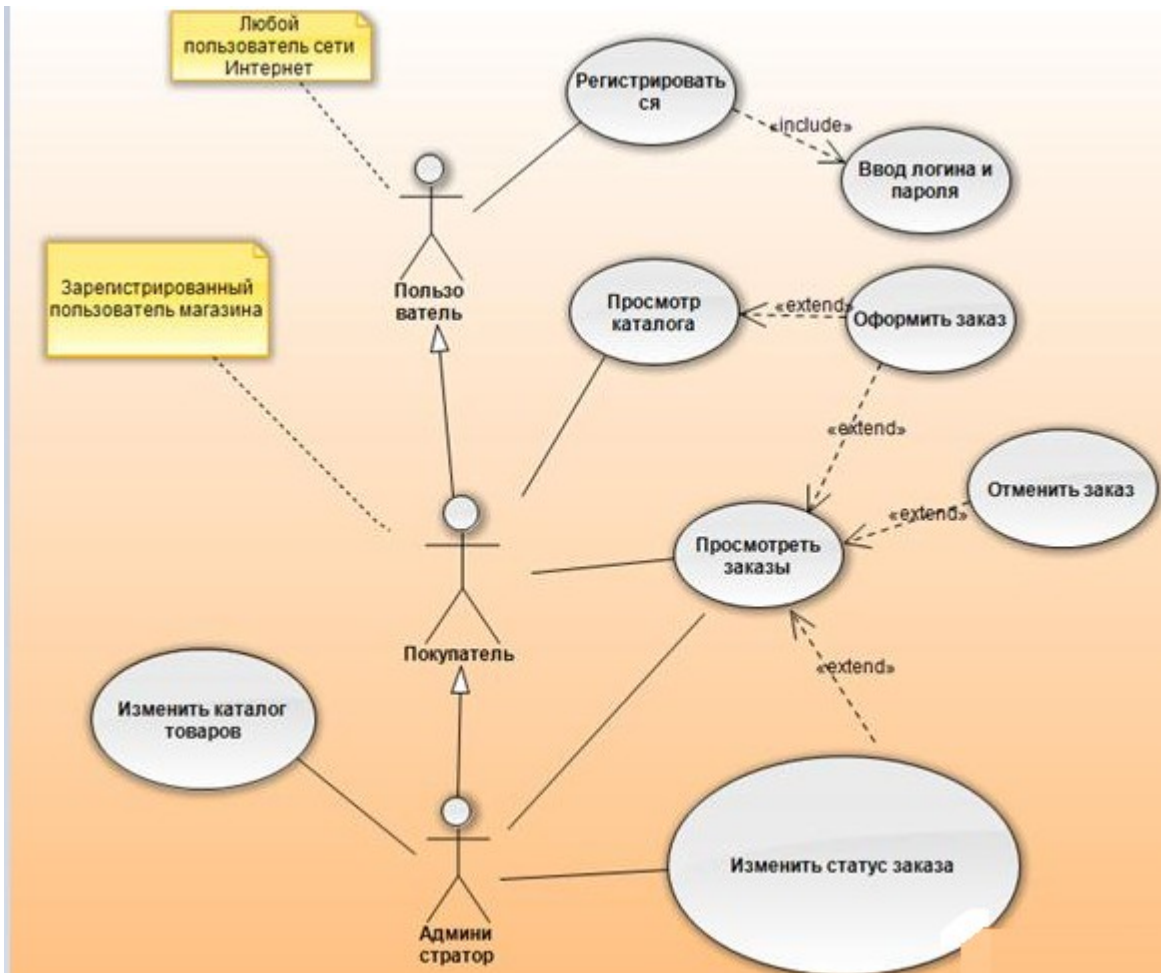 Любой
пользователь сети
Интернет
Регистрировать
ся
«include»
Ввод логина и
пароля
Зарегистрированный
пользователь магазина
Пользо
ватель
Просмотр
каталога
«extend»
Оформить заказ
«extend»
Отменить заказ
«extend»
Просмотреть
заказы
Покупатель
«extend»
Изменить каталог
товаров
Изменить статус заказа
Админи
стратор